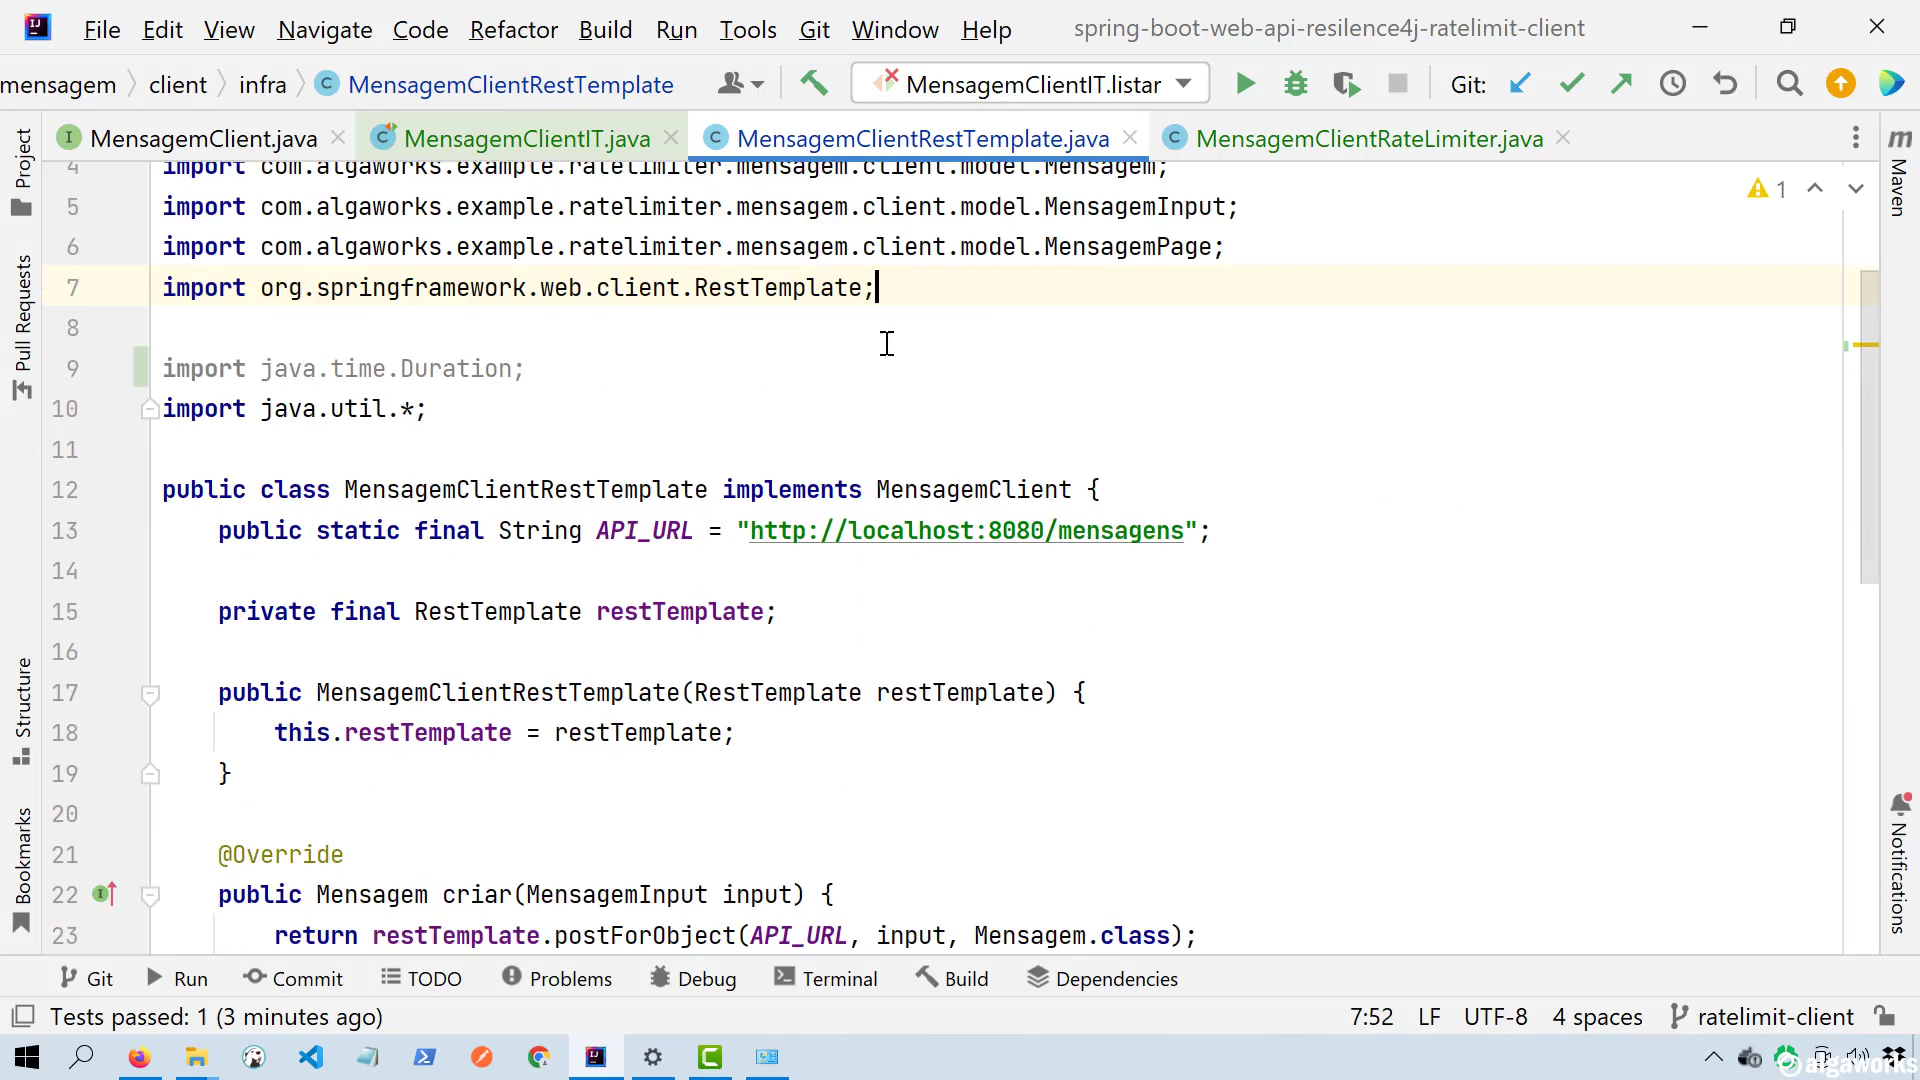 File Edit View Navigate Code Refactor Build Run Tools Git Window Help spring-boot-web-api-resilence4j-ratelimit-client
mensagem client infra MensagemClientRestTemplate MensagemClientIT.listar Git:
MensagemClient.java MensagemClientIT.java MensagemClientRestTemplate.java MensagemClientRateLimiter.java
Project
Pull Requests
Structure
Bookmarks
Maven
Notifications
1
4 import com.algaworks.example.ratelimiter.mensagem.client.model.Mensagem;
5 import com.algaworks.example.ratelimiter.mensagem.client.model.MensagemInput;
6 import com.algaworks.example.ratelimiter.mensagem.client.model.MensagemPage;
7 import org.springframework.web.client.RestTemplate;
8
9 import java.time.Duration;
10 import java.util.*;
11
12 public class MensagemClientRestTemplate implements MensagemClient {
13 public static final String API_URL = "http://localhost:8080/mensagens";
14
15 private final RestTemplate restTemplate;
16
17 public MensagemClientRestTemplate(RestTemplate restTemplate) {
18 this.restTemplate = restTemplate;
19 }
20
21 @Override
22 public Mensagem criar(MensagemInput input) {
23 return restTemplate.postForObject(API_URL, input, Mensagem.class);
Git Run Commit TODO Problems Debug Terminal Build Dependencies
Tests passed: 1 (3 minutes ago) 7:52 LF UTF-8 4 spaces ratelimit-client
algaworks